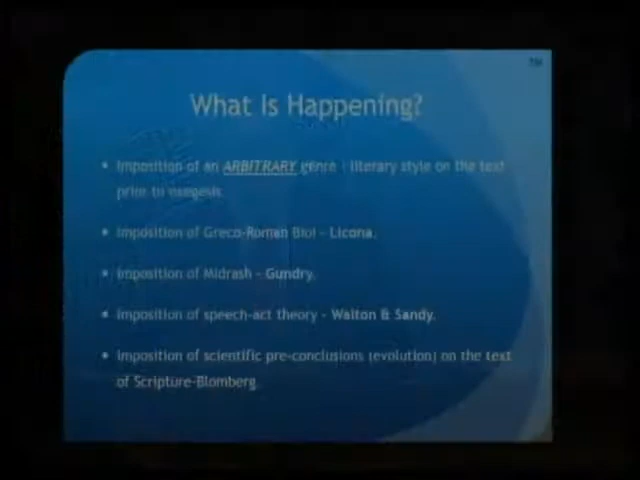 What Is Happening?
• Imposition of an ARBITRARY genre | literary style on the text
prior to exegesis
• Imposition of Greco-Roman Bioi - Licona.
• Imposition of Midrash - Gundry.
• Imposition of speech-act theory - Walton & Sandy.
• Imposition of scientific pre-conclusions (evolution) on the text
of Scripture-Blomberg.